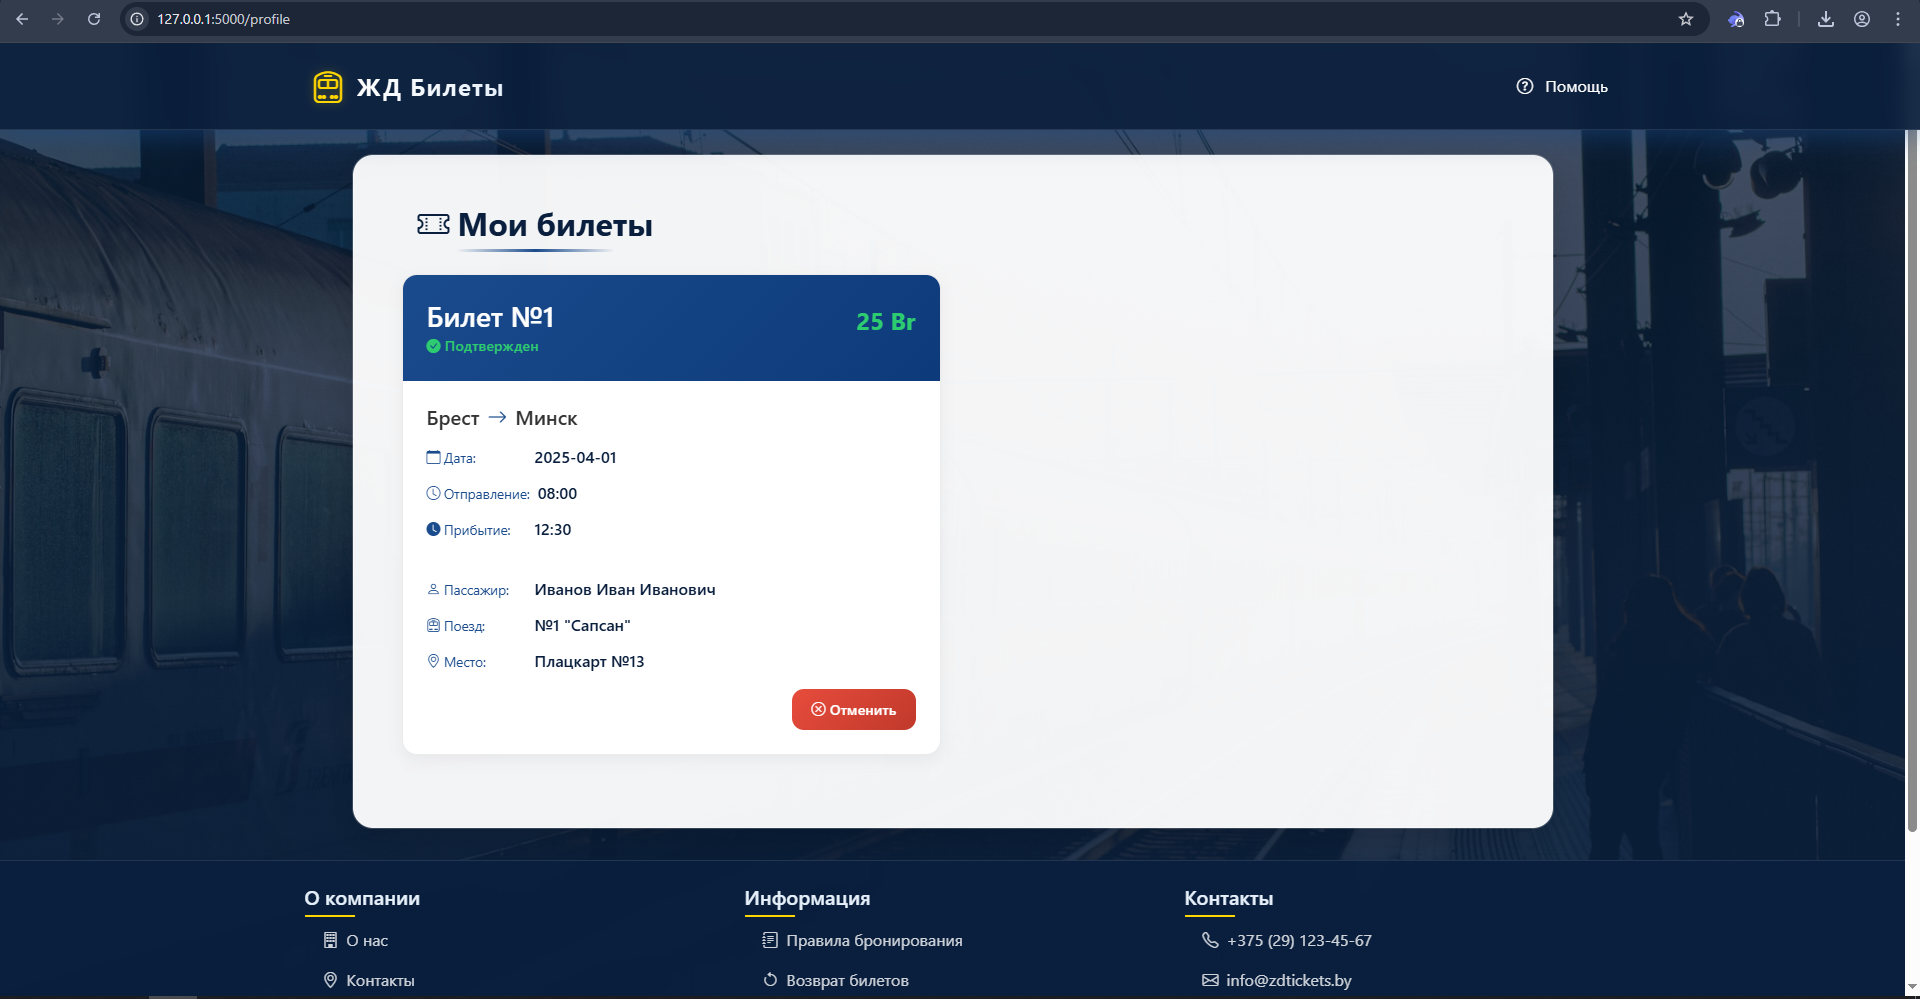 127.0.0.1:5000/profile
ЖД Билеты
Помощь
Мои билеты
Билет №1
25 Br
Подтвержден
Брест → Минск
Дата: 2025-04-01
Отправление: 08:00
Прибытие: 12:30
Пассажир: Иванов Иван Иванович
Поезд: №1 "Сапсан"
Место: Плацкарт №13
Отменить
О компании
О нас
Контакты
Информация
Правила бронирования
Возврат билетов
Контакты
+375 (29) 123-45-67
info@zdtickets.by